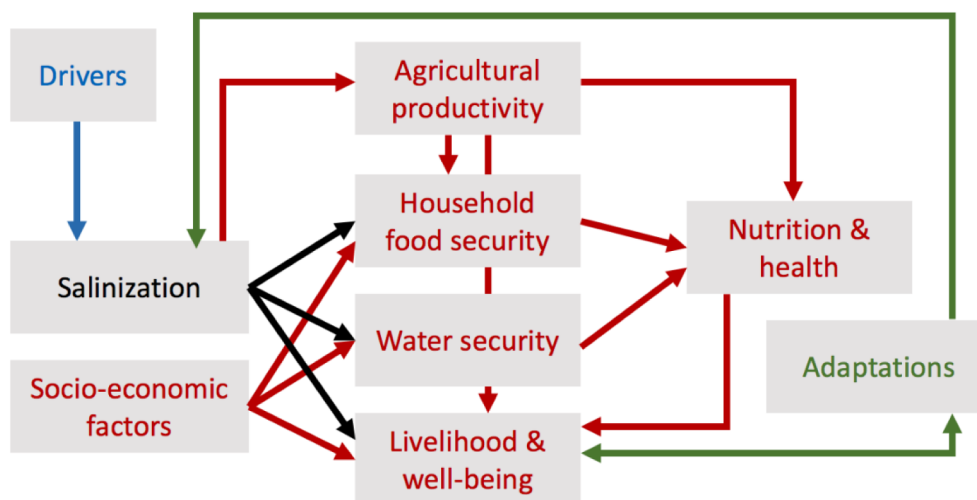 Drivers
Agricultural
productivity
Household
food security
Nutrition &
health
Salinization
Water security
Adaptations
Socio-economic
factors
Livelihood &
well-being